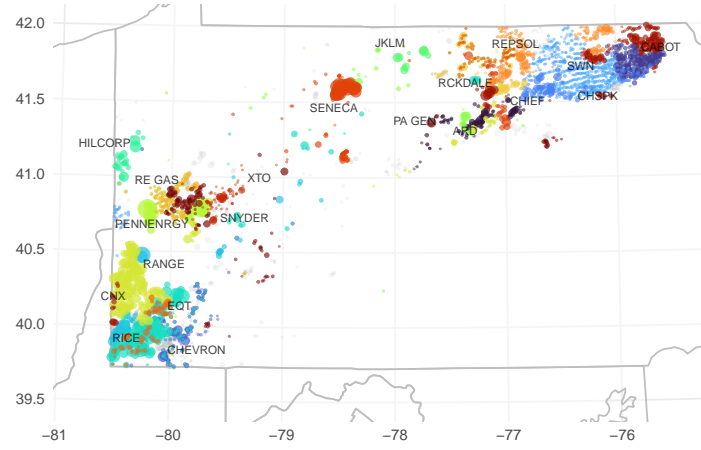 42.0
JKLM
REPSOL
CABOT
SWN
RCKDALE
41.5
SENECA
CHIEF
CHSPK
PA GEN
ARD
HILCORP
41.0
RE GAS
XTO
PENNENRGY
SNYDER
40.5
RANGE
CNX
EQT
40.0
RICE
CHEVRON
39.5
−81
−80
−79
−78
−77
−76